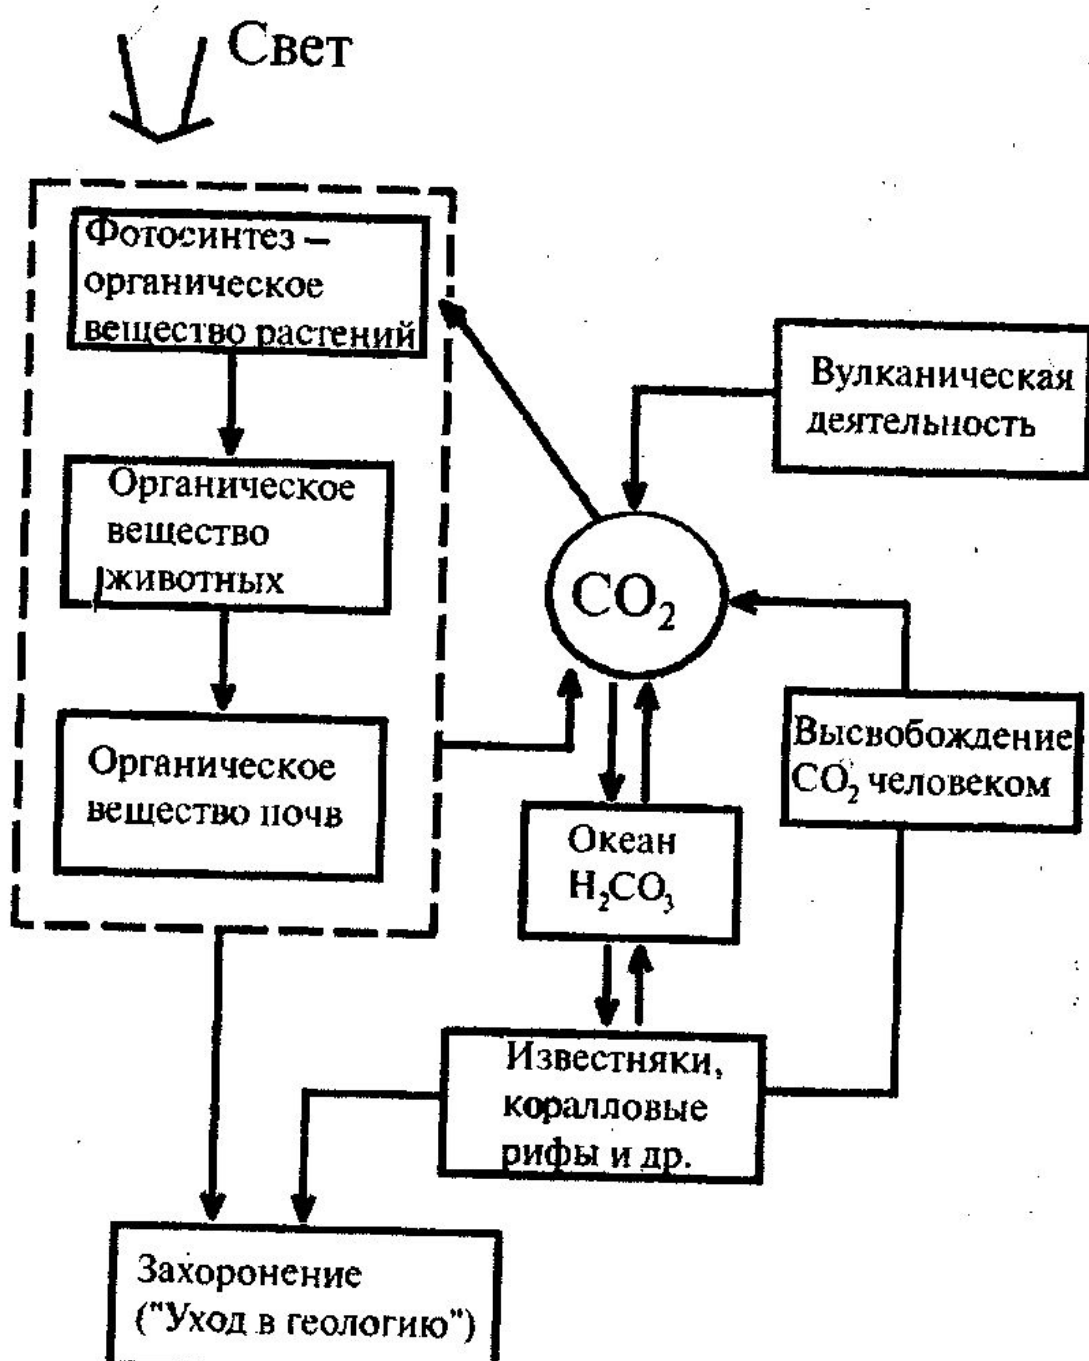 Свет
Фотосинтез –
органическое
вещество растений
Органическое
вещество
животных
Органическое
вещество почв
Вулканическая
деятельность
CO₂
Высвобождение
CO₂ человеком
Океан
H₂CO₃
Известняки,
коралловые
рифы и др.
Захоронение
("Уход в геологию")